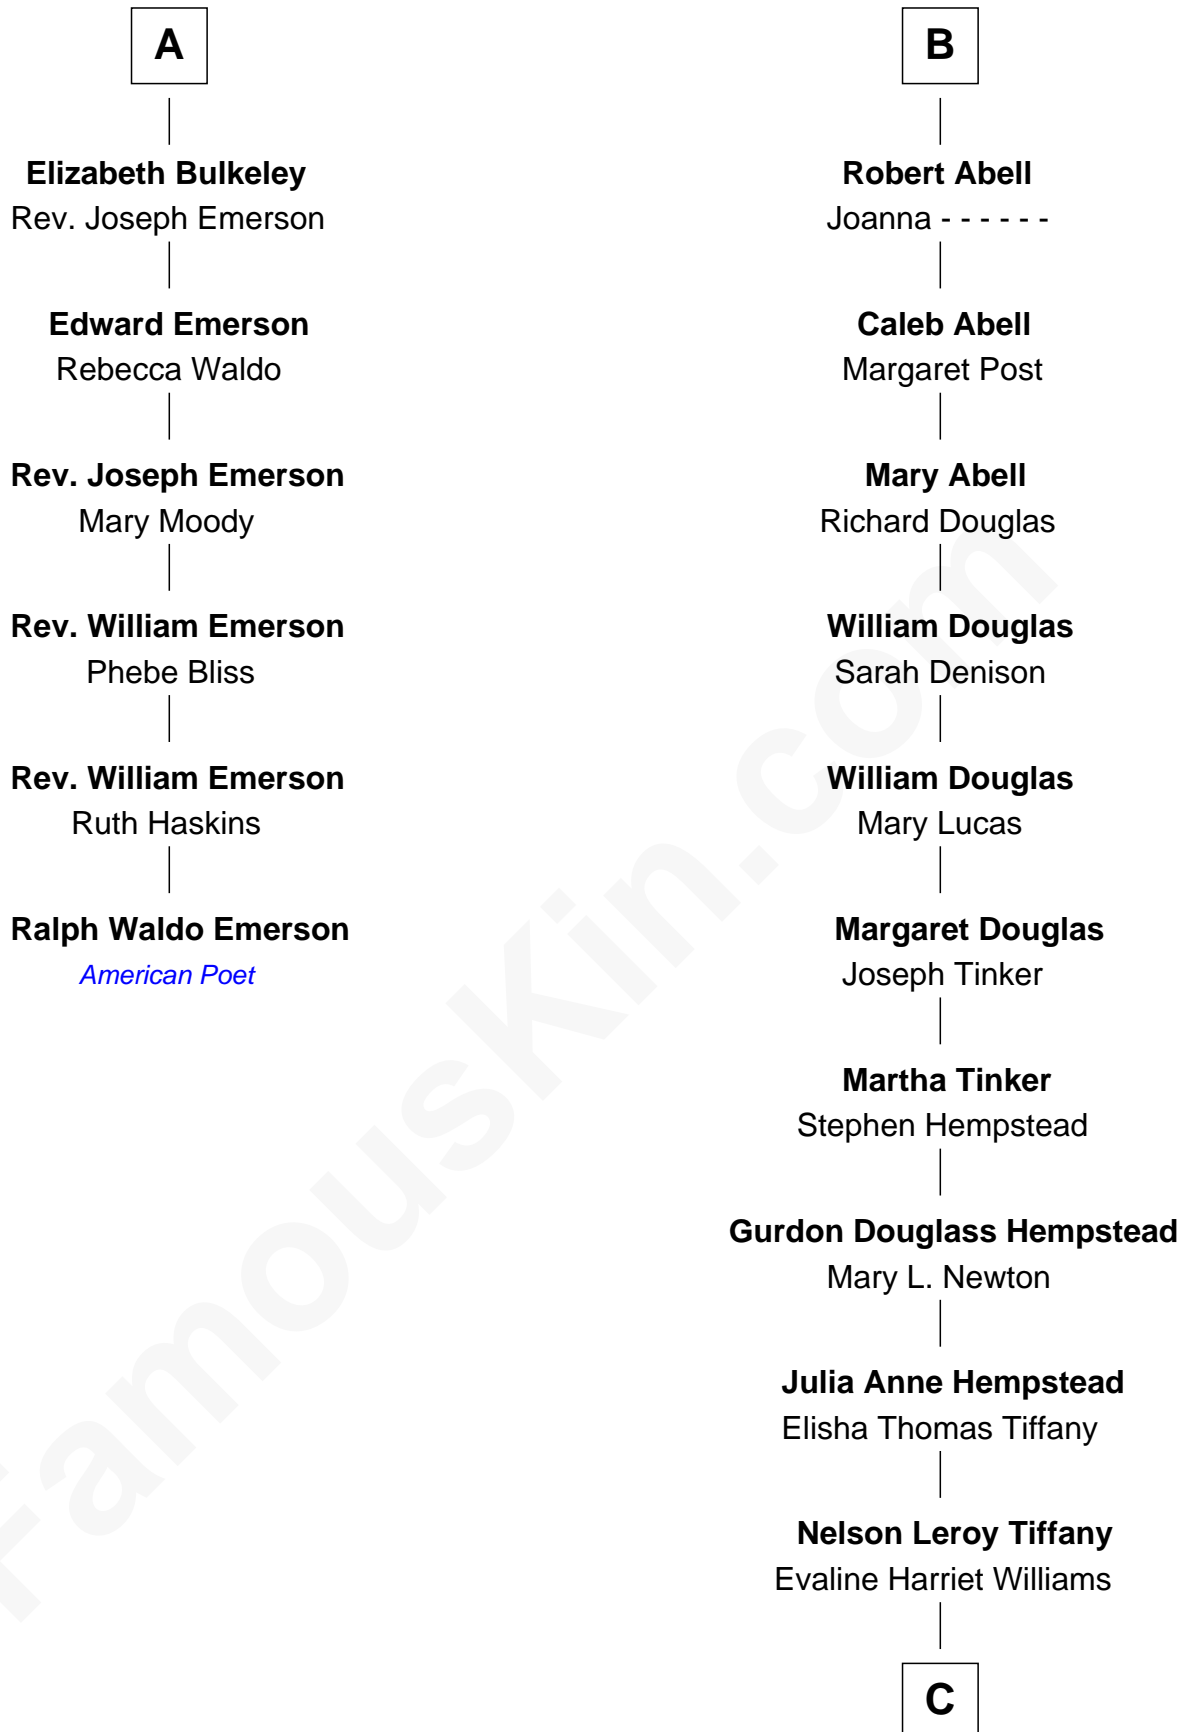 A
Elizabeth Bulkeley
Rev. Joseph Emerson
Edward Emerson
Rebecca Waldo
Rev. Joseph Emerson
Mary Moody
Rev. William Emerson
Phebe Bliss
Rev. William Emerson
Ruth Haskins
Ralph Waldo Emerson
American Poet
B
Robert Abell
Joanna - - - - - -
Caleb Abell
Margaret Post
Mary Abell
Richard Douglas
William Douglas
Sarah Denison
William Douglas
Mary Lucas
Margaret Douglas
Joseph Tinker
Martha Tinker
Stephen Hempstead
Gurdon Douglass Hempstead
Mary L. Newton
Julia Anne Hempstead
Elisha Thomas Tiffany
Nelson Leroy Tiffany
Evaline Harriet Williams
C
FamousKin.com